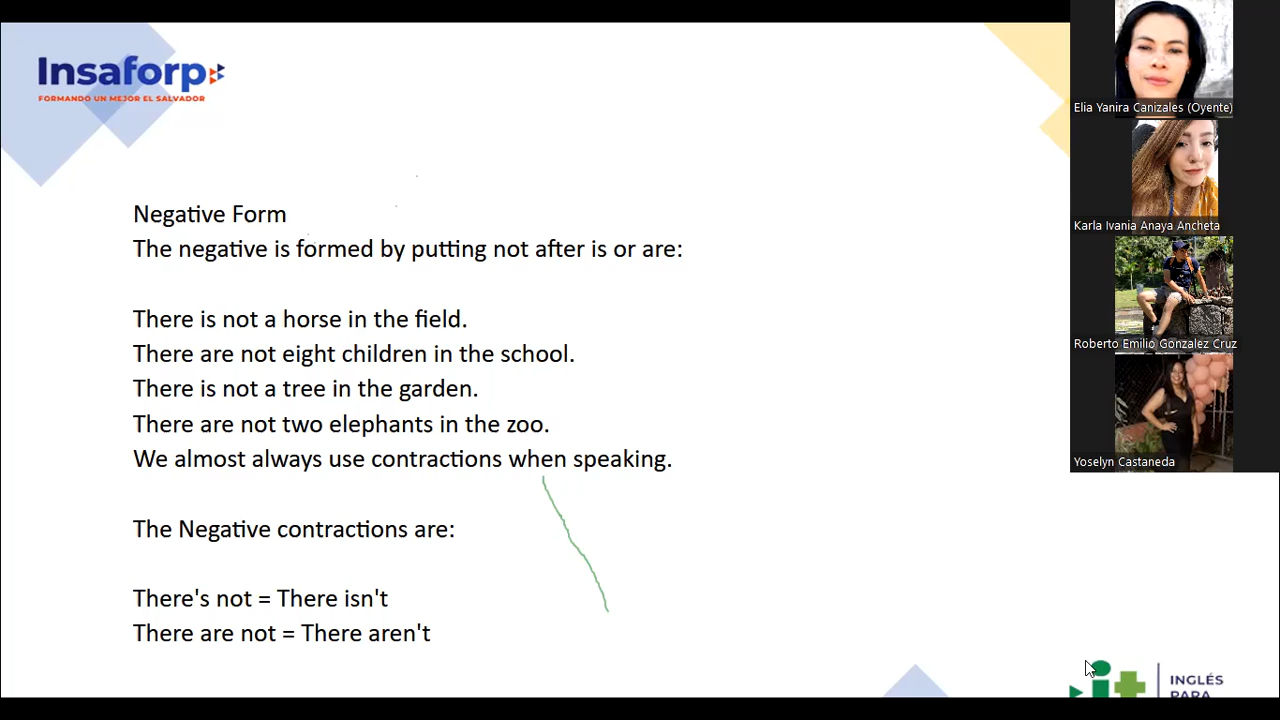 Insaforp
FORMANDO UN MEJOR EL SALVADOR
Negative Form
The negative is formed by putting not after is or are:
There is not a horse in the field.
There are not eight children in the school.
There is not a tree in the garden.
There are not two elephants in the zoo.
We almost always use contractions when speaking.
The Negative contractions are:
There's not = There isn't
There are not = There aren't
Elia Yanira Canizales (Oyente)
Karla Ivania Anaya Ancheta
Roberto Emilio Gonzalez Cruz
Yoselyn Castaneda
INGLÉS
PARA